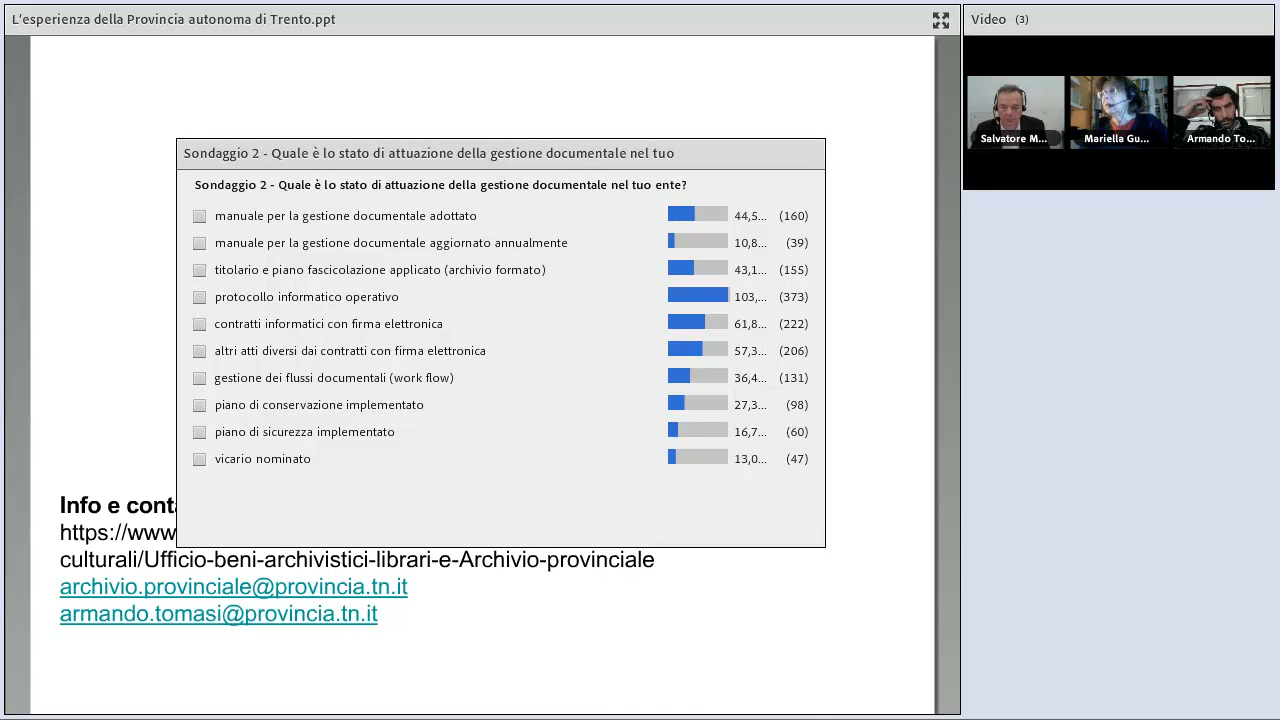 L'esperienza della Provincia autonoma di Trento.ppt
Video (3)
Salvatore M...
Mariella Gu...
Armando To...
Sondaggio 2 - Quale è lo stato di attuazione della gestione documentale nel tuo
Sondaggio 2 - Quale è lo stato di attuazione della gestione documentale nel tuo ente?
manuale per la gestione documentale adottato 44,5... (160)
manuale per la gestione documentale aggiornato annualmente 10,8... (39)
titolario e piano fascicolazione applicato (archivio formato) 43,1... (155)
protocollo informatico operativo 103,... (373)
contratti informatici con firma elettronica 61,8... (222)
altri atti diversi dai contratti con firma elettronica 57,3... (206)
gestione dei flussi documentali (work flow) 36,4... (131)
piano di conservazione implementato 27,3... (98)
piano di sicurezza implementato 16,7... (60)
vicario nominato 13,0... (47)
Info e cont
https://www
culturali/Ufficio-beni-archivistici-librari-e-Archivio-provinciale
archivio.provinciale@provincia.tn.it
armando.tomasi@provincia.tn.it